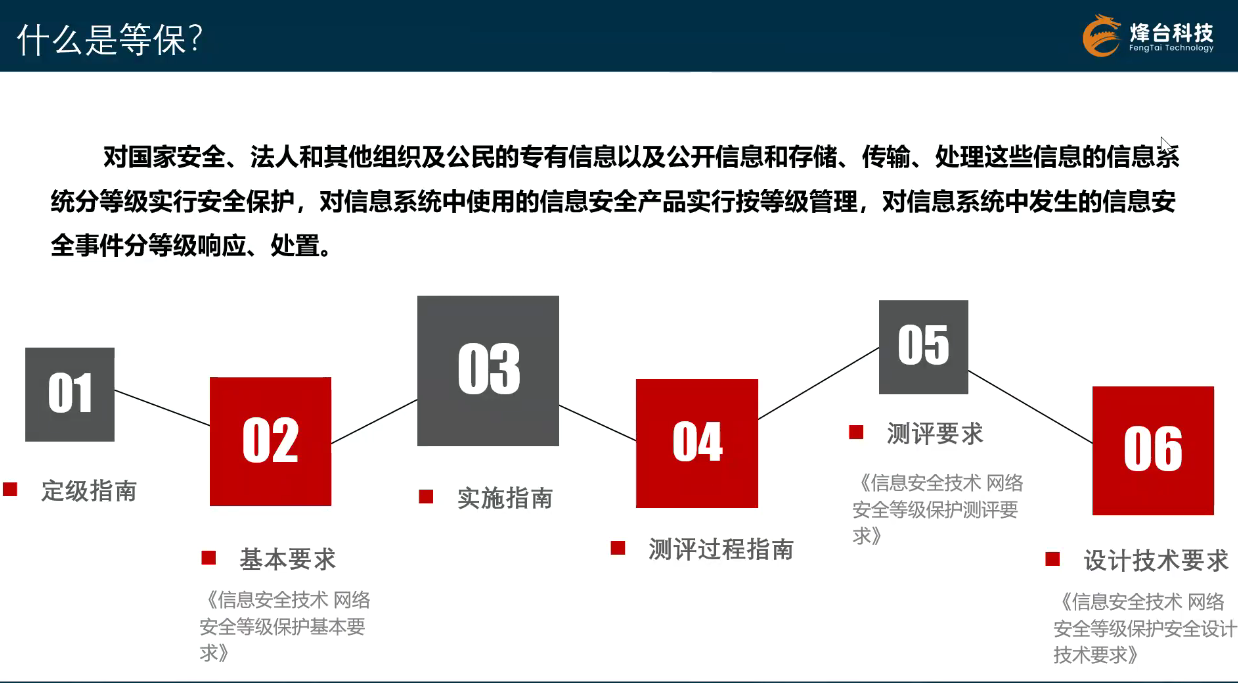 什么是等保?
烽台科技
FengTai Technology
对国家安全、法人和其他组织及公民的专有信息以及公开信息和存储、传输、处理这些信息的信息系
统分等级实行安全保护，对信息系统中使用的信息安全产品实行按等级管理，对信息系统中发生的信息安
全事件分等级响应、处置。
01
定级指南
02
基本要求
《信息安全技术 网络
安全等级保护基本要
求》
03
实施指南
04
测评过程指南
05
测评要求
《信息安全技术 网络
安全等级保护测评要
求》
06
设计技术要求
《信息安全技术 网络
安全等级保护安全设计
技术要求》